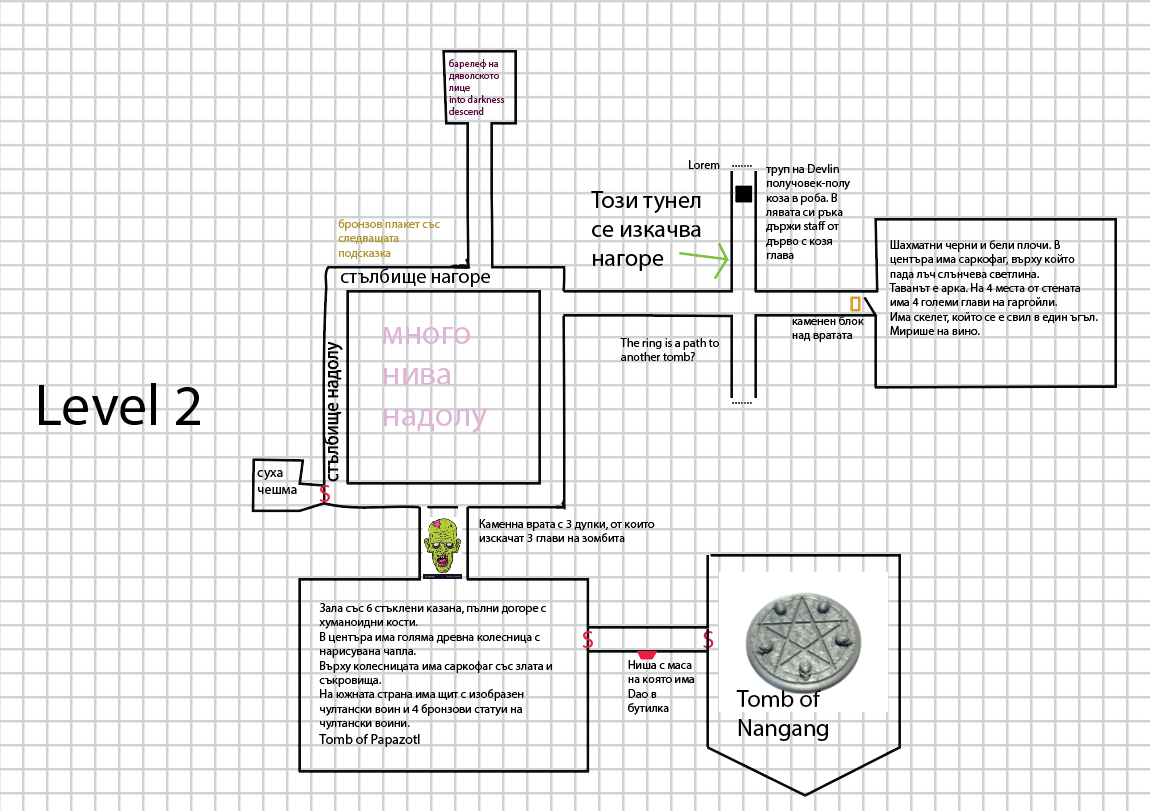 барелеф на
дяволското
лице
into darkness
descend
Lorem
труп на Devlin
получовек-полу
коза в роба. В
лявата си ръка
държи staff от
дърво с козя
глава
Този тунел
се изкачва
нагоре
бронзов плакет със
следващата
подсказка
стълбище нагоре
Шахматни черни и бели плочи. В
центъра има саркофаг, върху който
пада лъч слънчева светлина.
Таванът е арка. На 4 места от стената
има 4 големи глави на гаргойли.
Има скелет, който се е свил в един ъгъл.
Мирише на вино.
каменен блок
над вратата
The ring is a path to
another tomb?
много
нива
надолу
стълбище надолу
Level 2
суха
чешма
S
Каменна врата с 3 дупки, от които
изскачат 3 глави на зомбита
Зала със 6 стъклени казана, пълни догоре с
хуманоидни кости.
В центъра има голяма древна колесница с
нарисувана чапла.
Върху колесницата има саркофаг със злата и
съкровища.
На южната страна има щит с изобразен
чултански воин и 4 бронзови статуи на
чултански воини.
Tomb of Papazotl
S
S
Ниша с маса
на която има
Dao в
бутилка
Tomb of
Nangang